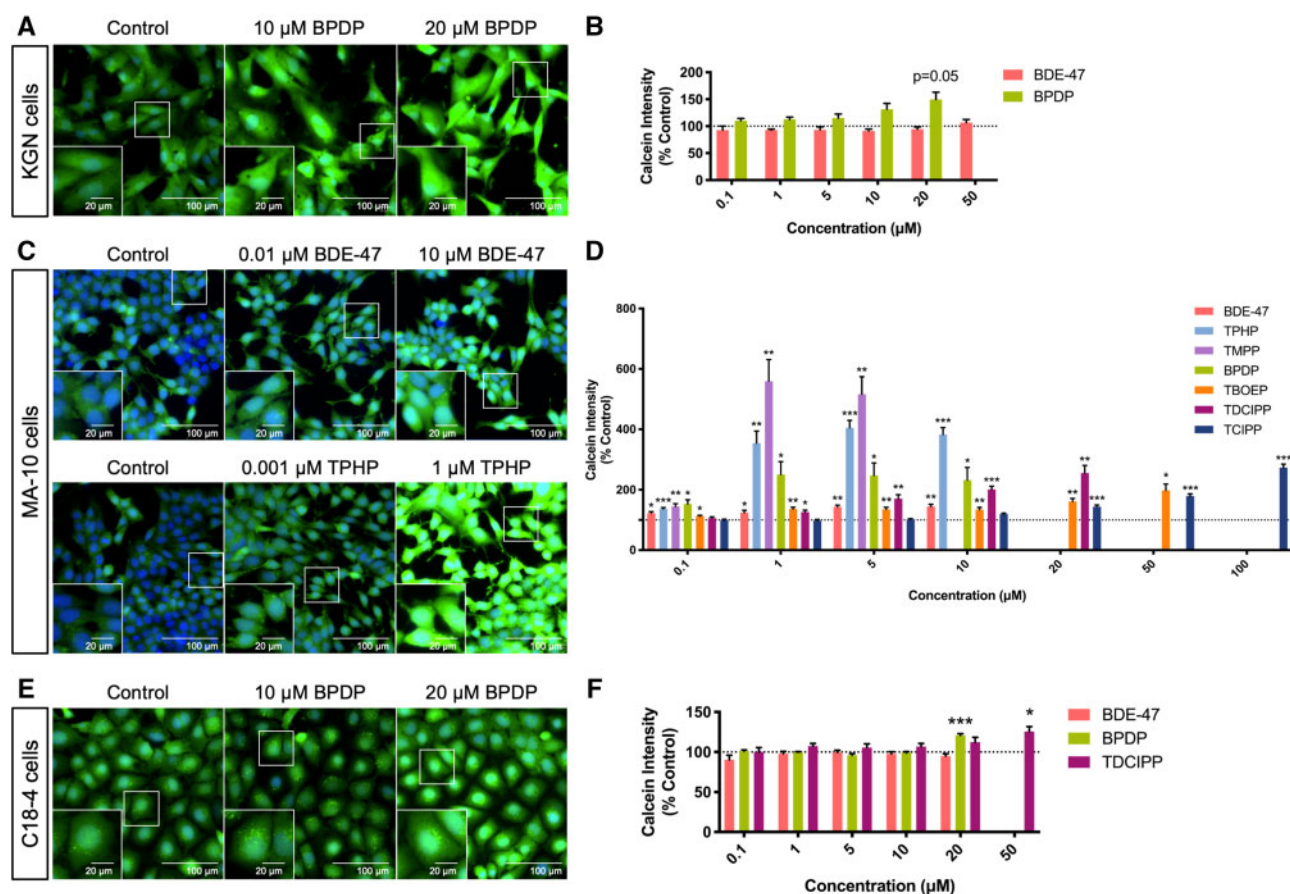 A
Control
10 µM BPDP
20 µM BPDP
KGN cells
20 µm
100 µm
20 µm
100 µm
20 µm
100 µm
B
200
150
100
50
0
Calcein Intensity
(% Control)
p=0.05
BDE-47
BPDP
0.1
1
5
10
20
50
Concentration (µM)
C
MA-10 cells
Control
0.01 µM BDE-47
10 µM BDE-47
20 µm
100 µm
20 µm
100 µm
20 µm
100 µm
Control
0.001 µM TPHP
1 µM TPHP
20 µm
100 µm
20 µm
100 µm
20 µm
100 µm
D
800
600
400
200
0
Calcein Intensity
(% Control)
* *** ** * *
** ** * ** *
** *** ** * ** **
** *** * ** ***
** ** ***
* ***
***
BDE-47
TPHP
TMPP
BPDP
TBOEP
TDCIPP
TCIPP
0.1
1
5
10
20
50
100
Concentration (µM)
E
C18-4 cells
Control
10 µM BPDP
20 µM BPDP
20 µm
100 µm
20 µm
100 µm
20 µm
100 µm
F
150
100
50
0
Calcein Intensity
(% Control)
***
*
BDE-47
BPDP
TDCIPP
0.1
1
5
10
20
50
Concentration (µM)